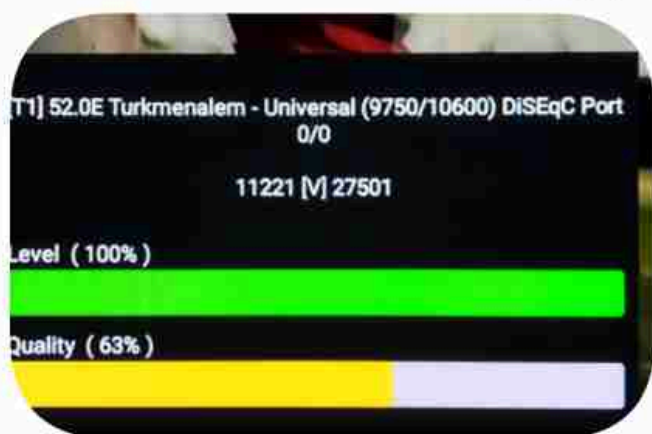 [T1] 52.0E Turkmenalem - Universal (9750/10600) DiSEqC Port
0/0
11221 [V] 27501
Level ( 100% )
Quality ( 63% )